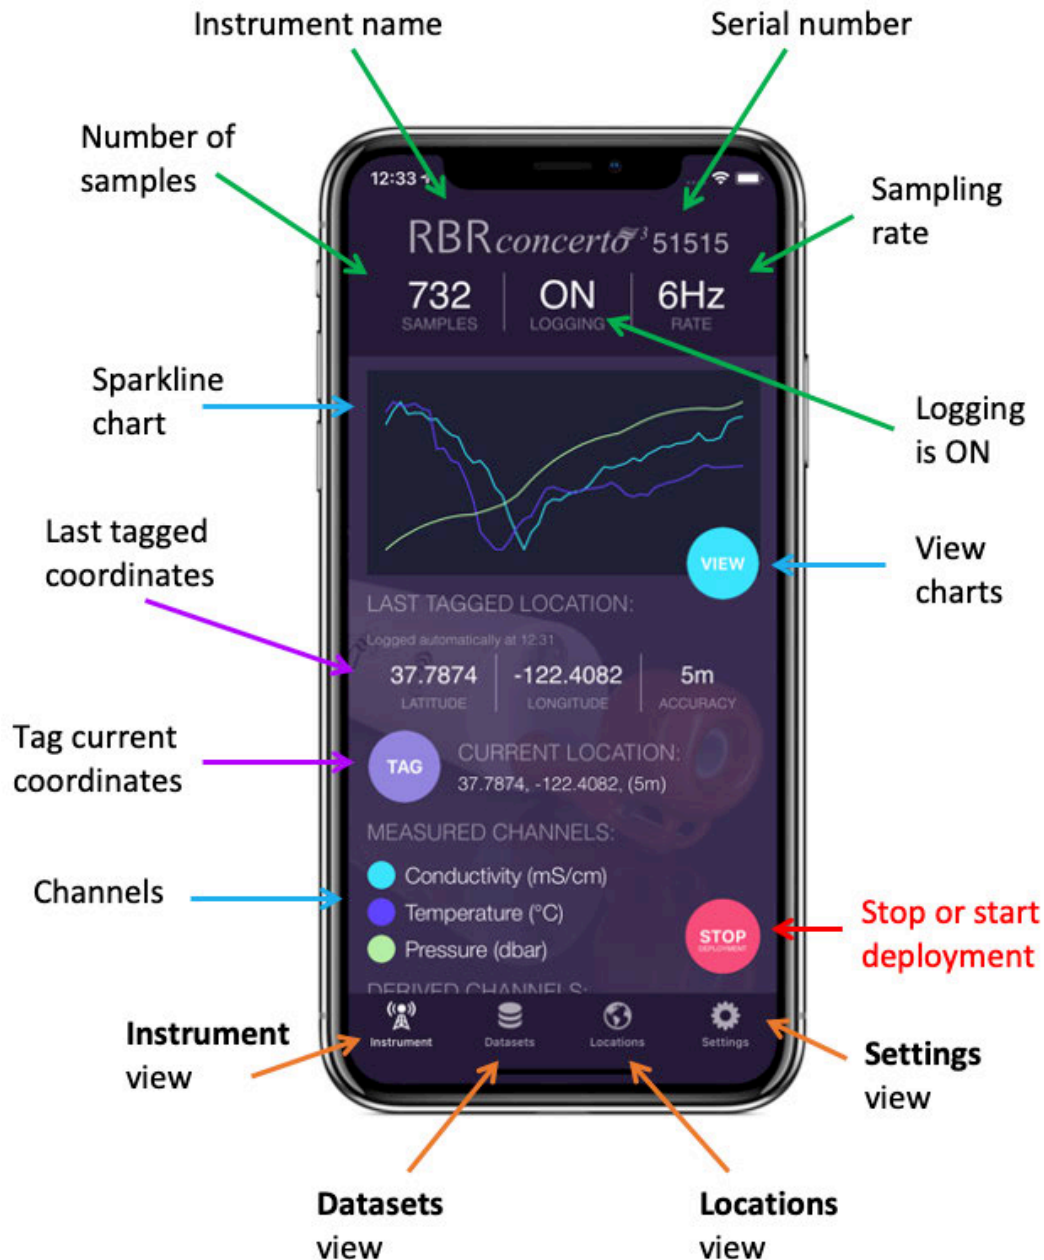 Instrument name
Serial number
Number of
samples
Sampling
rate
12:33
RBRconcerto³ 51515
732
ON
6Hz
SAMPLES
LOGGING
RATE
Sparkline
chart
Logging
is ON
Last tagged
coordinates
View
charts
VIEW
LAST TAGGED LOCATION:
Logged automatically at 12:31
37.7874
-122.4082
5m
LATITUDE
LONGITUDE
ACCURACY
Tag current
coordinates
TAG
CURRENT LOCATION:
37.7874, -122.4082, (5m)
MEASURED CHANNELS:
Channels
Conductivity (mS/cm)
Temperature (°C)
Pressure (dbar)
STOP
DEPLOYMENT
Stop or start
deployment
DERIVED CHANNELS:
Instrument
Datasets
Locations
Settings
Instrument
view
Settings
view
Datasets
view
Locations
view